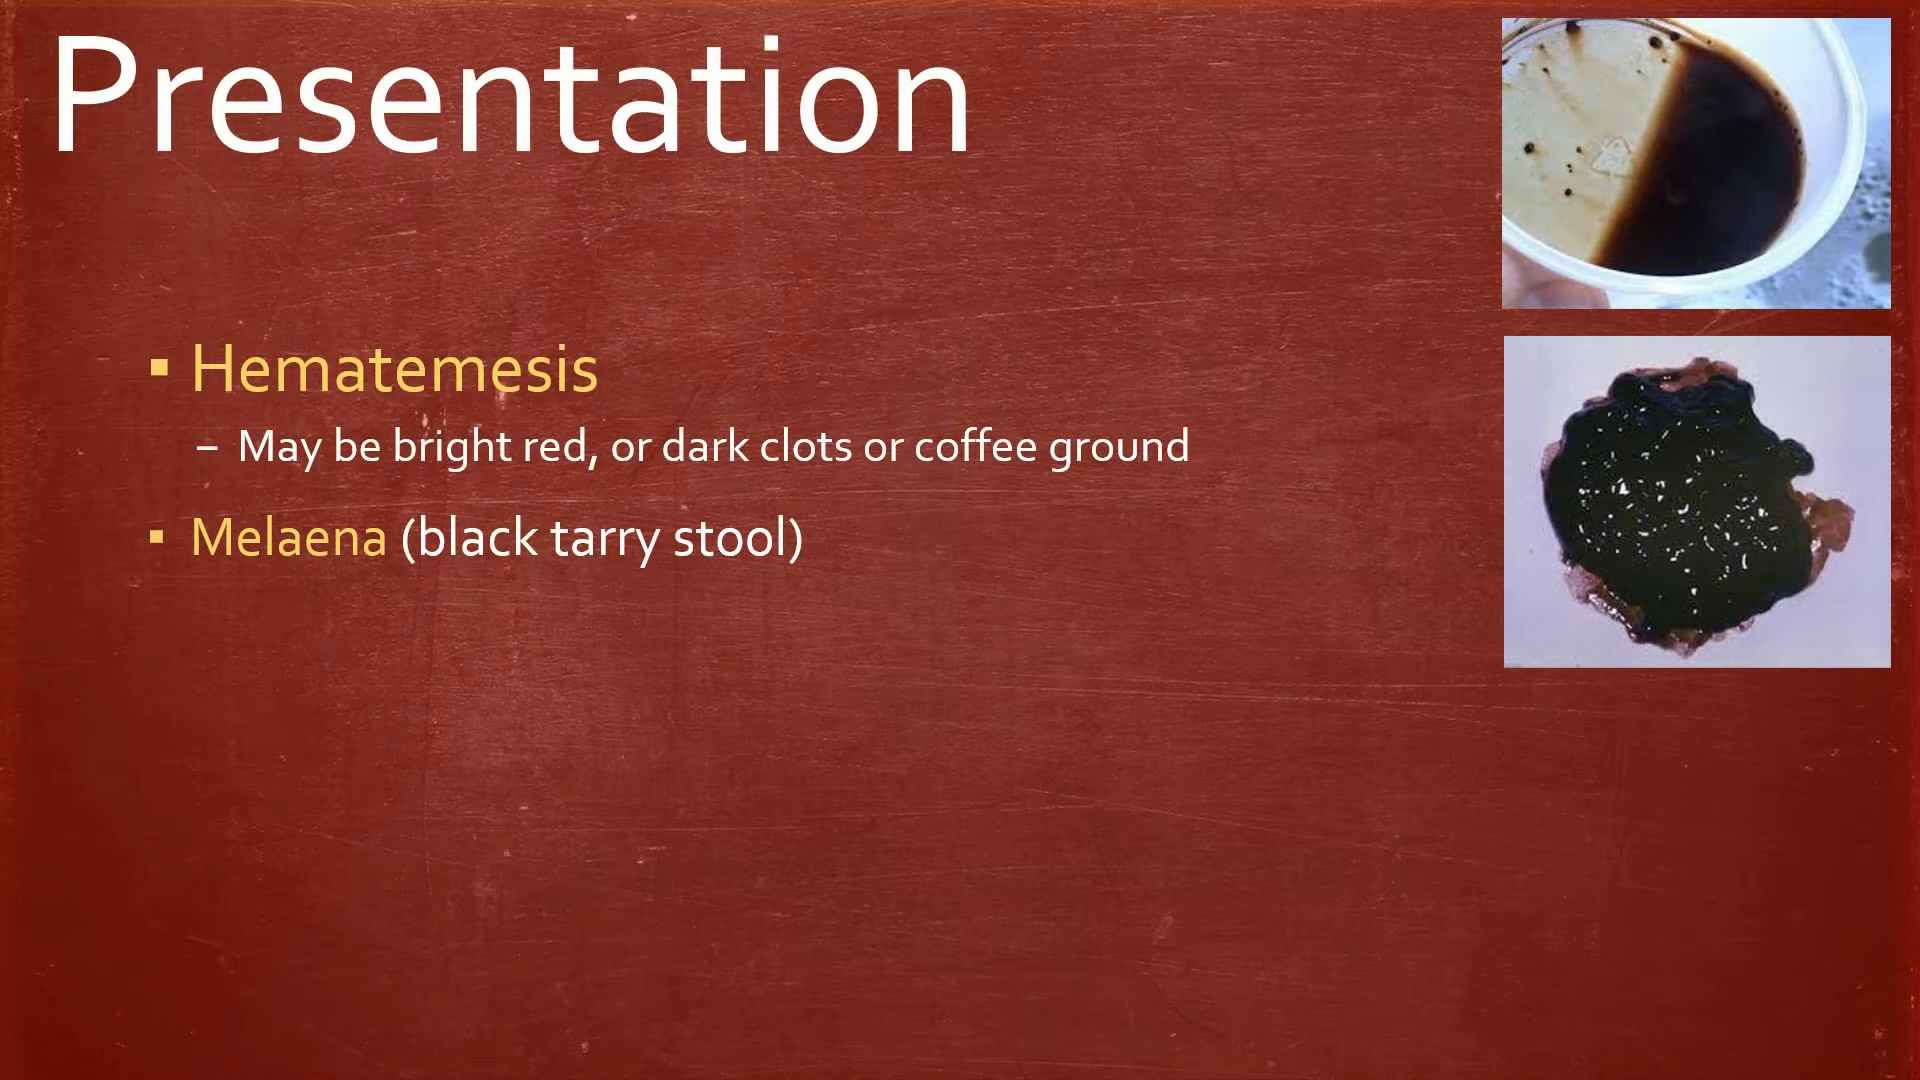 Presentation
▪ Hematemesis
– May be bright red, or dark clots or coffee ground
▪ Melaena (black tarry stool)